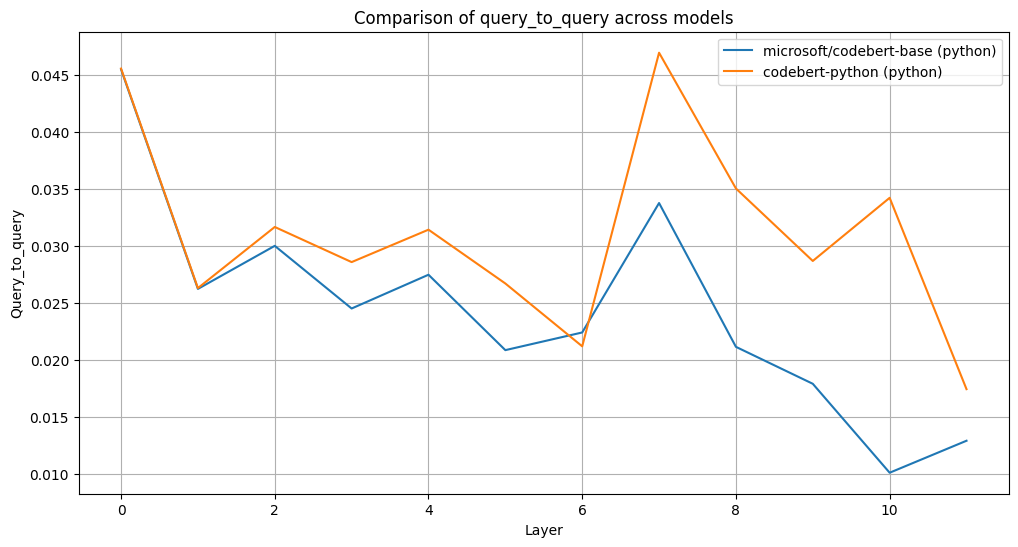 Comparison of query_to_query across models
microsoft/codebert-base (python)
codebert-python (python)
Query_to_query
0.045
0.040
0.035
0.030
0.025
0.020
0.015
0.010
0 2 4 6 8 10
Layer